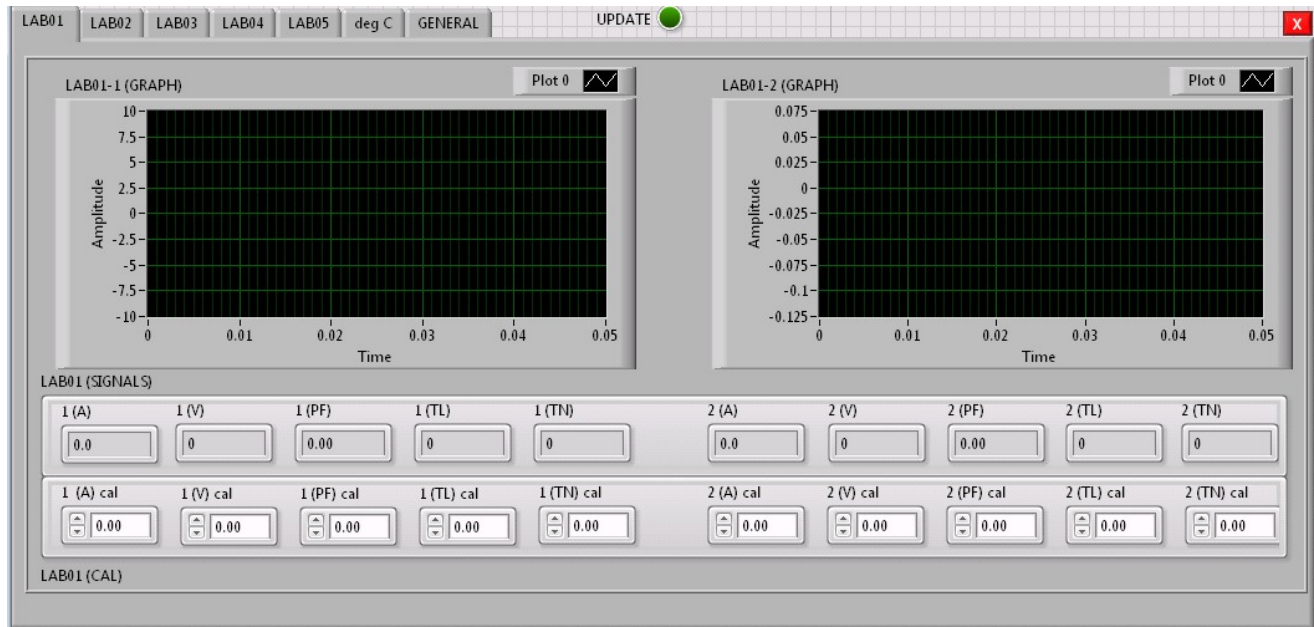 LAB01 LAB02 LAB03 LAB04 LAB05 deg C GENERAL UPDATE X
LAB01-1 (GRAPH) Plot 0
10
7.5
5
2.5
0
-2.5
-5
-7.5
-10
Amplitude
0 0.01 0.02 0.03 0.04 0.05
Time
LAB01-2 (GRAPH) Plot 0
0.075
0.05
0.025
0
-0.025
-0.05
-0.075
-0.1
-0.125
Amplitude
0 0.01 0.02 0.03 0.04 0.05
Time
LAB01 (SIGNALS)
1 (A) 1 (V) 1 (PF) 1 (TL) 1 (TN) 2 (A) 2 (V) 2 (PF) 2 (TL) 2 (TN)
0.0 0 0.00 0 0 0.0 0 0.00 0 0
1 (A) cal 1 (V) cal 1 (PF) cal 1 (TL) cal 1 (TN) cal 2 (A) cal 2 (V) cal 2 (PF) cal 2 (TL) cal 2 (TN) cal
0.00 0.00 0.00 0.00 0.00 0.00 0.00 0.00 0.00 0.00
LAB01 (CAL)